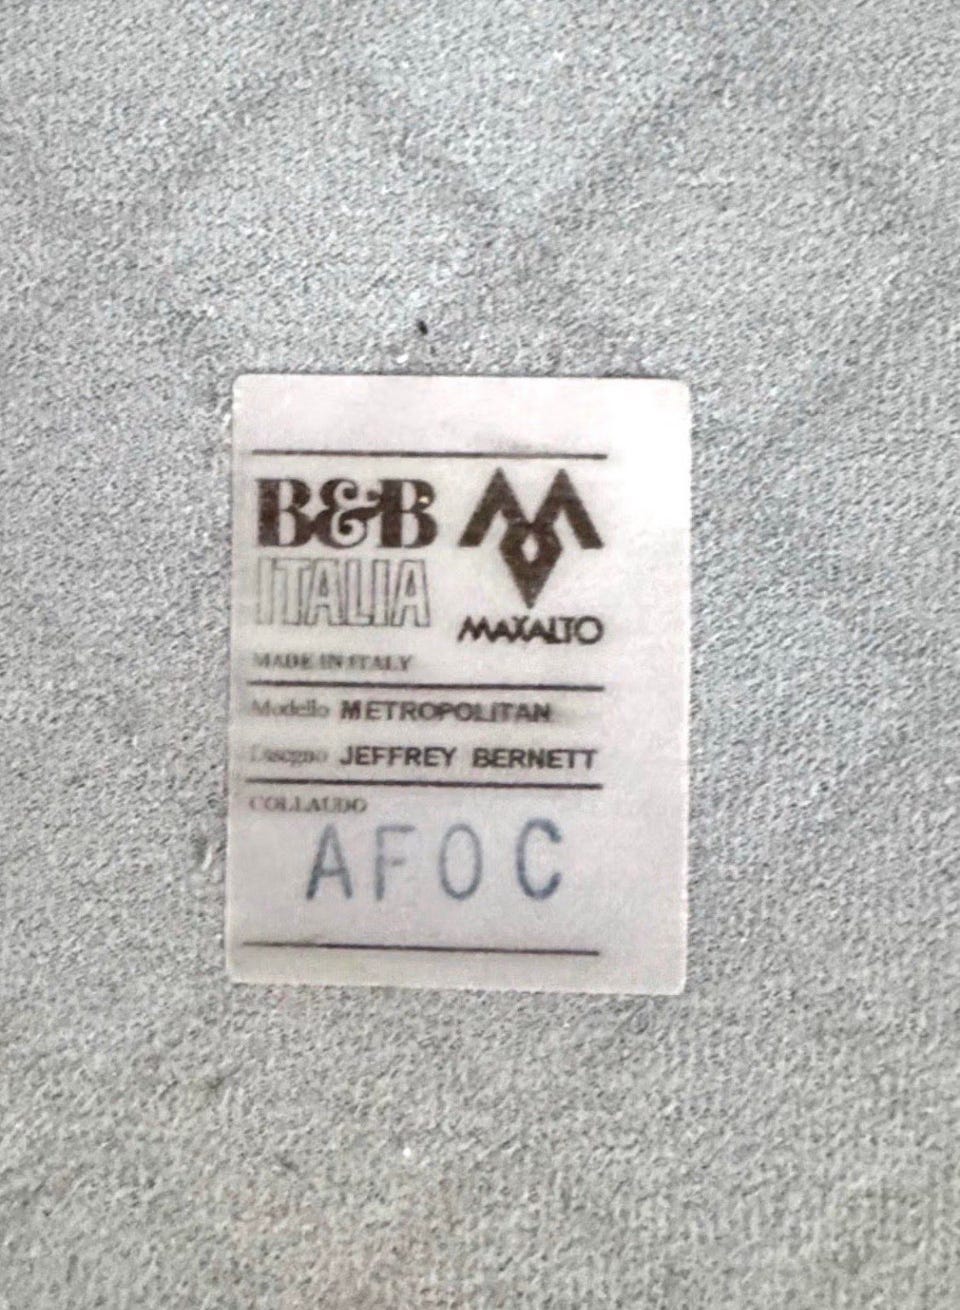 B&B
ITALIA
MAXALTO
MADE IN ITALY
Modello METROPOLITAN
Disegno JEFFREY BERNETT
COLLAUDO
AFOC